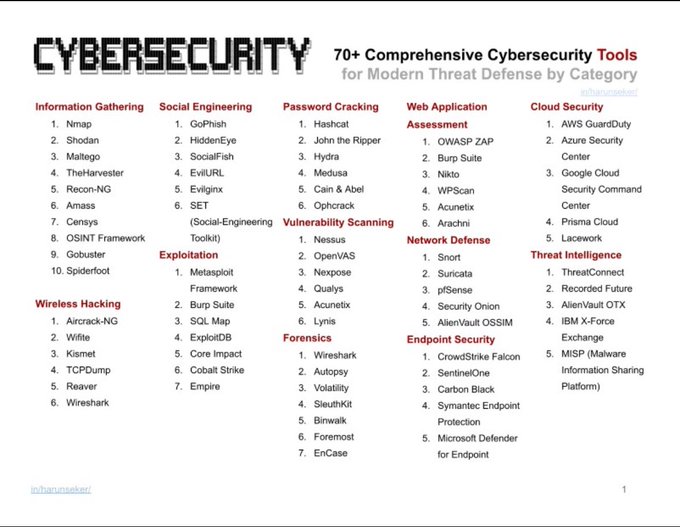 CYBERSECURITY
70+ Comprehensive Cybersecurity Tools
for Modern Threat Defense by Category
in/harunseker/
Information Gathering
1. Nmap
2. Shodan
3. Maltego
4. TheHarvester
5. Recon-NG
6. Amass
7. Censys
8. OSINT Framework
9. Gobuster
10. Spiderfoot
Wireless Hacking
1. Aircrack-NG
2. Wifite
3. Kismet
4. TCPDump
5. Reaver
6. Wireshark
Social Engineering
1. GoPhish
2. HiddenEye
3. SocialFish
4. EvilURL
5. Evilginx
6. SET
(Social-Engineering
Toolkit)
Exploitation
1. Metasploit
Framework
2. Burp Suite
3. SQL Map
4. ExploitDB
5. Core Impact
6. Cobalt Strike
7. Empire
Password Cracking
1. Hashcat
2. John the Ripper
3. Hydra
4. Medusa
5. Cain & Abel
6. Ophcrack
Vulnerability Scanning
1. Nessus
2. OpenVAS
3. Nexpose
4. Qualys
5. Acunetix
6. Lynis
Forensics
1. Wireshark
2. Autopsy
3. Volatility
4. SleuthKit
5. Binwalk
6. Foremost
7. EnCase
Web Application
Assessment
1. OWASP ZAP
2. Burp Suite
3. Nikto
4. WPScan
5. Acunetix
6. Arachni
Network Defense
1. Snort
2. Suricata
3. pfSense
4. Security Onion
5. AlienVault OSSIM
Endpoint Security
1. CrowdStrike Falcon
2. SentinelOne
3. Carbon Black
4. Symantec Endpoint
Protection
5. Microsoft Defender
for Endpoint
Cloud Security
1. AWS GuardDuty
2. Azure Security
Center
3. Google Cloud
Security Command
Center
4. Prisma Cloud
5. Lacework
Threat Intelligence
1. ThreatConnect
2. Recorded Future
3. AlienVault OTX
4. IBM X-Force
Exchange
5. MISP (Malware
Information Sharing
Platform)
in/harunseker/
1